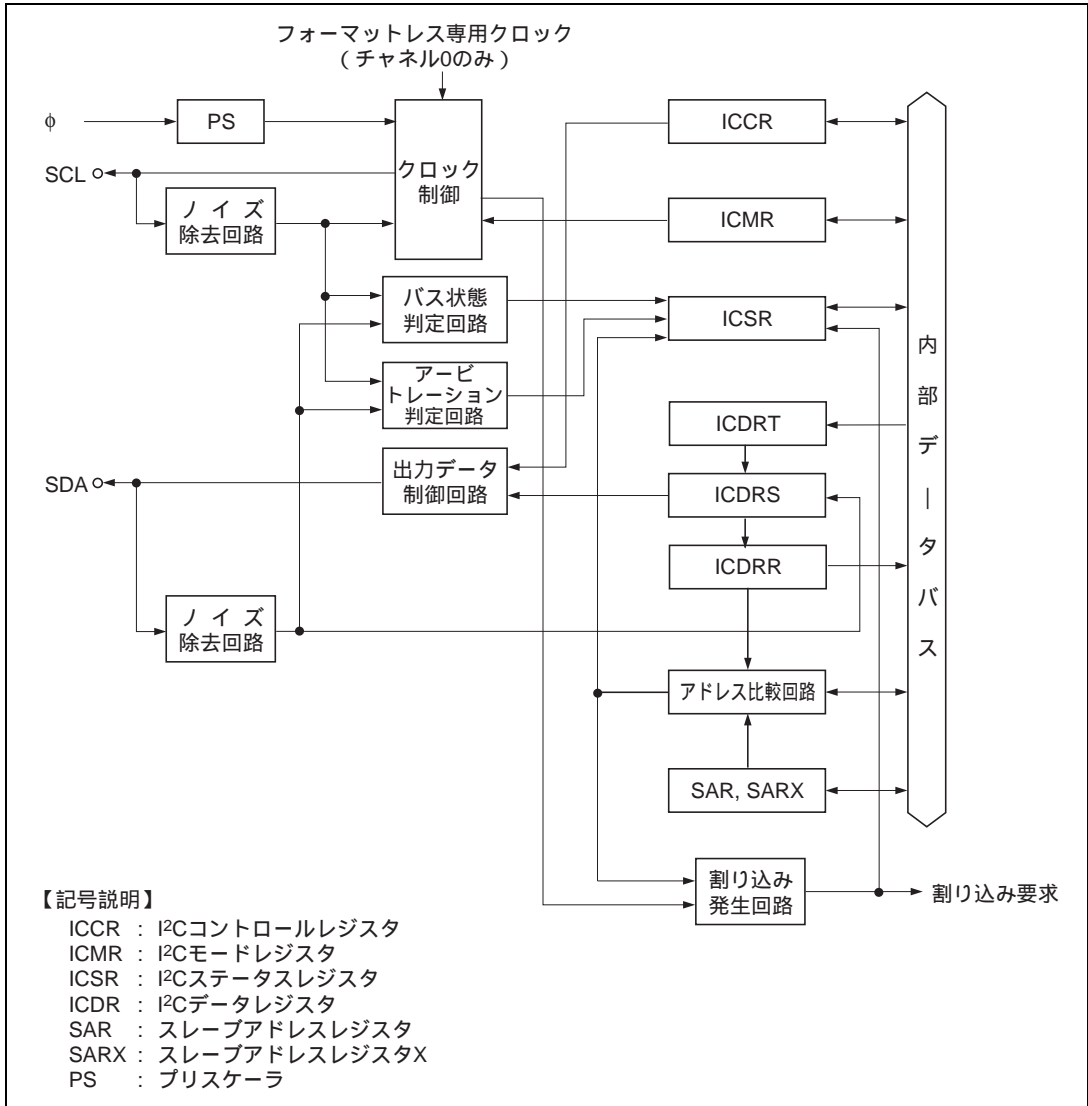 フォーマットレス専用クロック
(チャネル0のみ)
φ
PS
ICCR
SCL
クロック
制御
ノイズ
除去回路
ICMR
バス状態
判定回路
ICSR
アービ
トレーション
判定回路
ICDRT
SDA
出力データ
制御回路
ICDRS
ICDRR
ノイズ
除去回路
アドレス比較回路
SAR, SARX
内部データバス
割り込み
発生回路
割り込み要求
【記号説明】
ICCR : I²Cコントロールレジスタ
ICMR : I²Cモードレジスタ
ICSR : I²Cステータスレジスタ
ICDR : I²Cデータレジスタ
SAR : スレーブアドレスレジスタ
SARX : スレーブアドレスレジスタX
PS : プリスケーラ